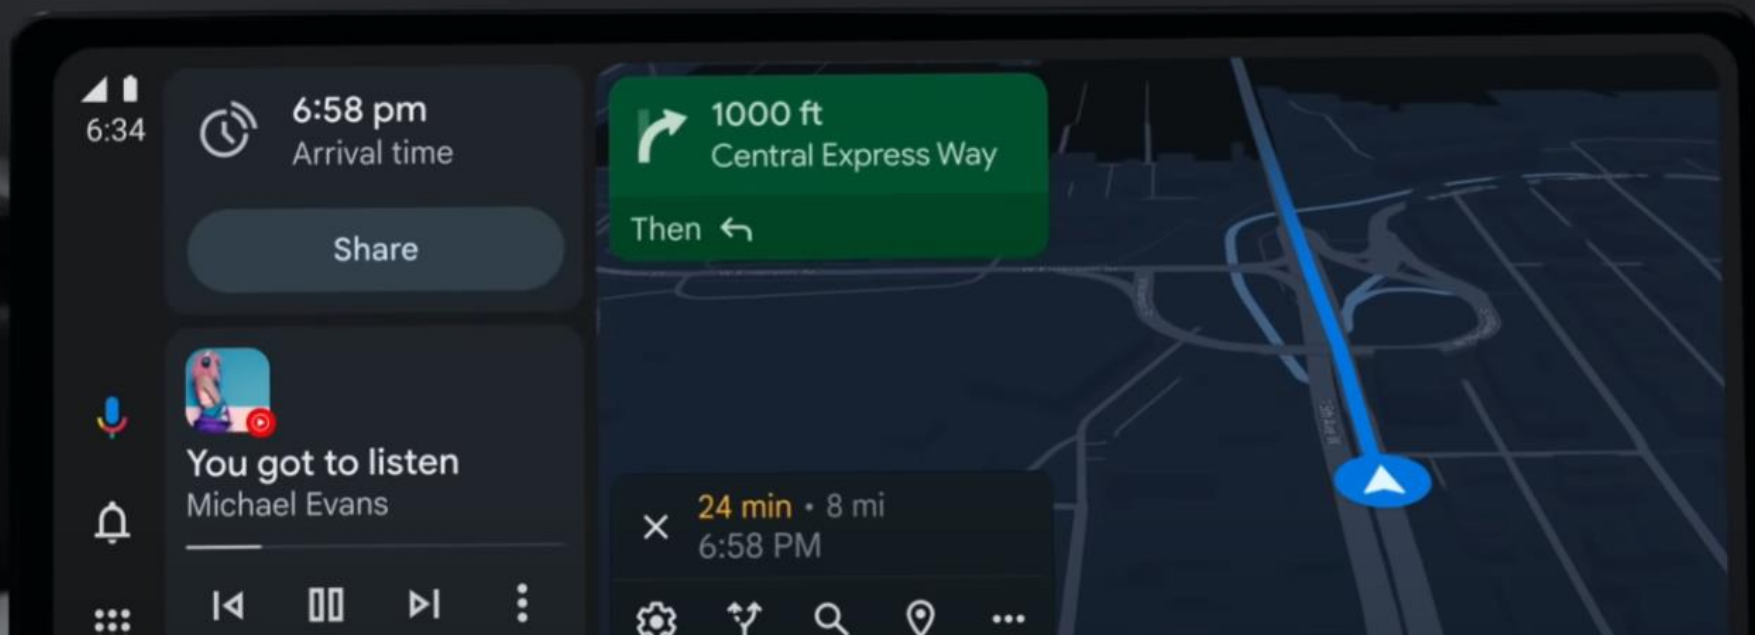 6:34
6:58 pm
Arrival time
Share
You got to listen
Michael Evans
1000 ft
Central Express Way
Then
24 min • 8 mi
6:58 PM